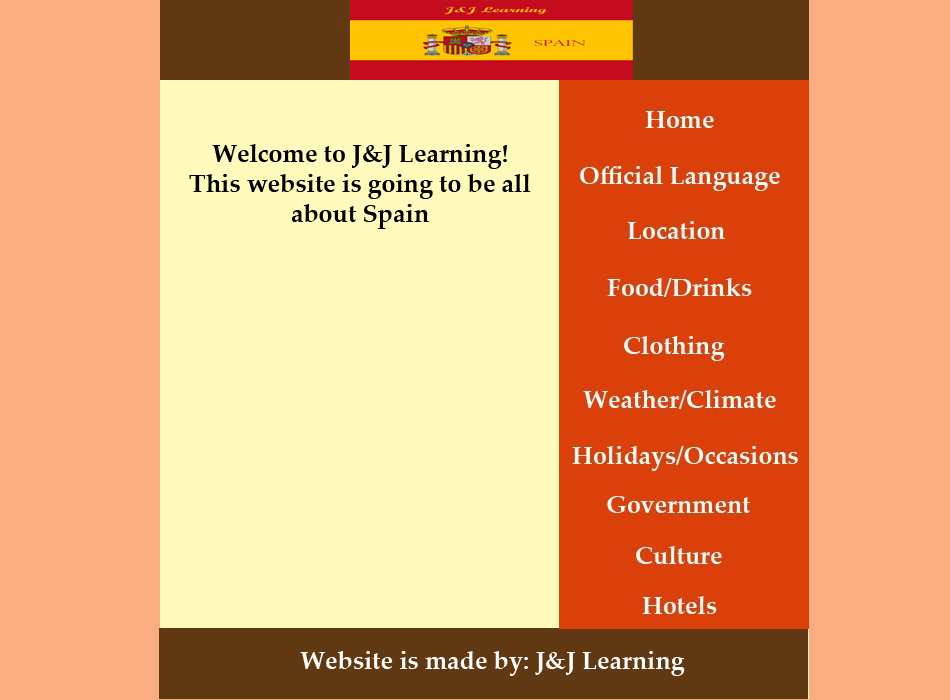 J&J Learning
SPAIN
Welcome to J&J Learning!
This website is going to be all
about Spain
Home
Official Language
Location
Food/Drinks
Clothing
Weather/Climate
Holidays/Occasions
Government
Culture
Hotels
Website is made by: J&J Learning